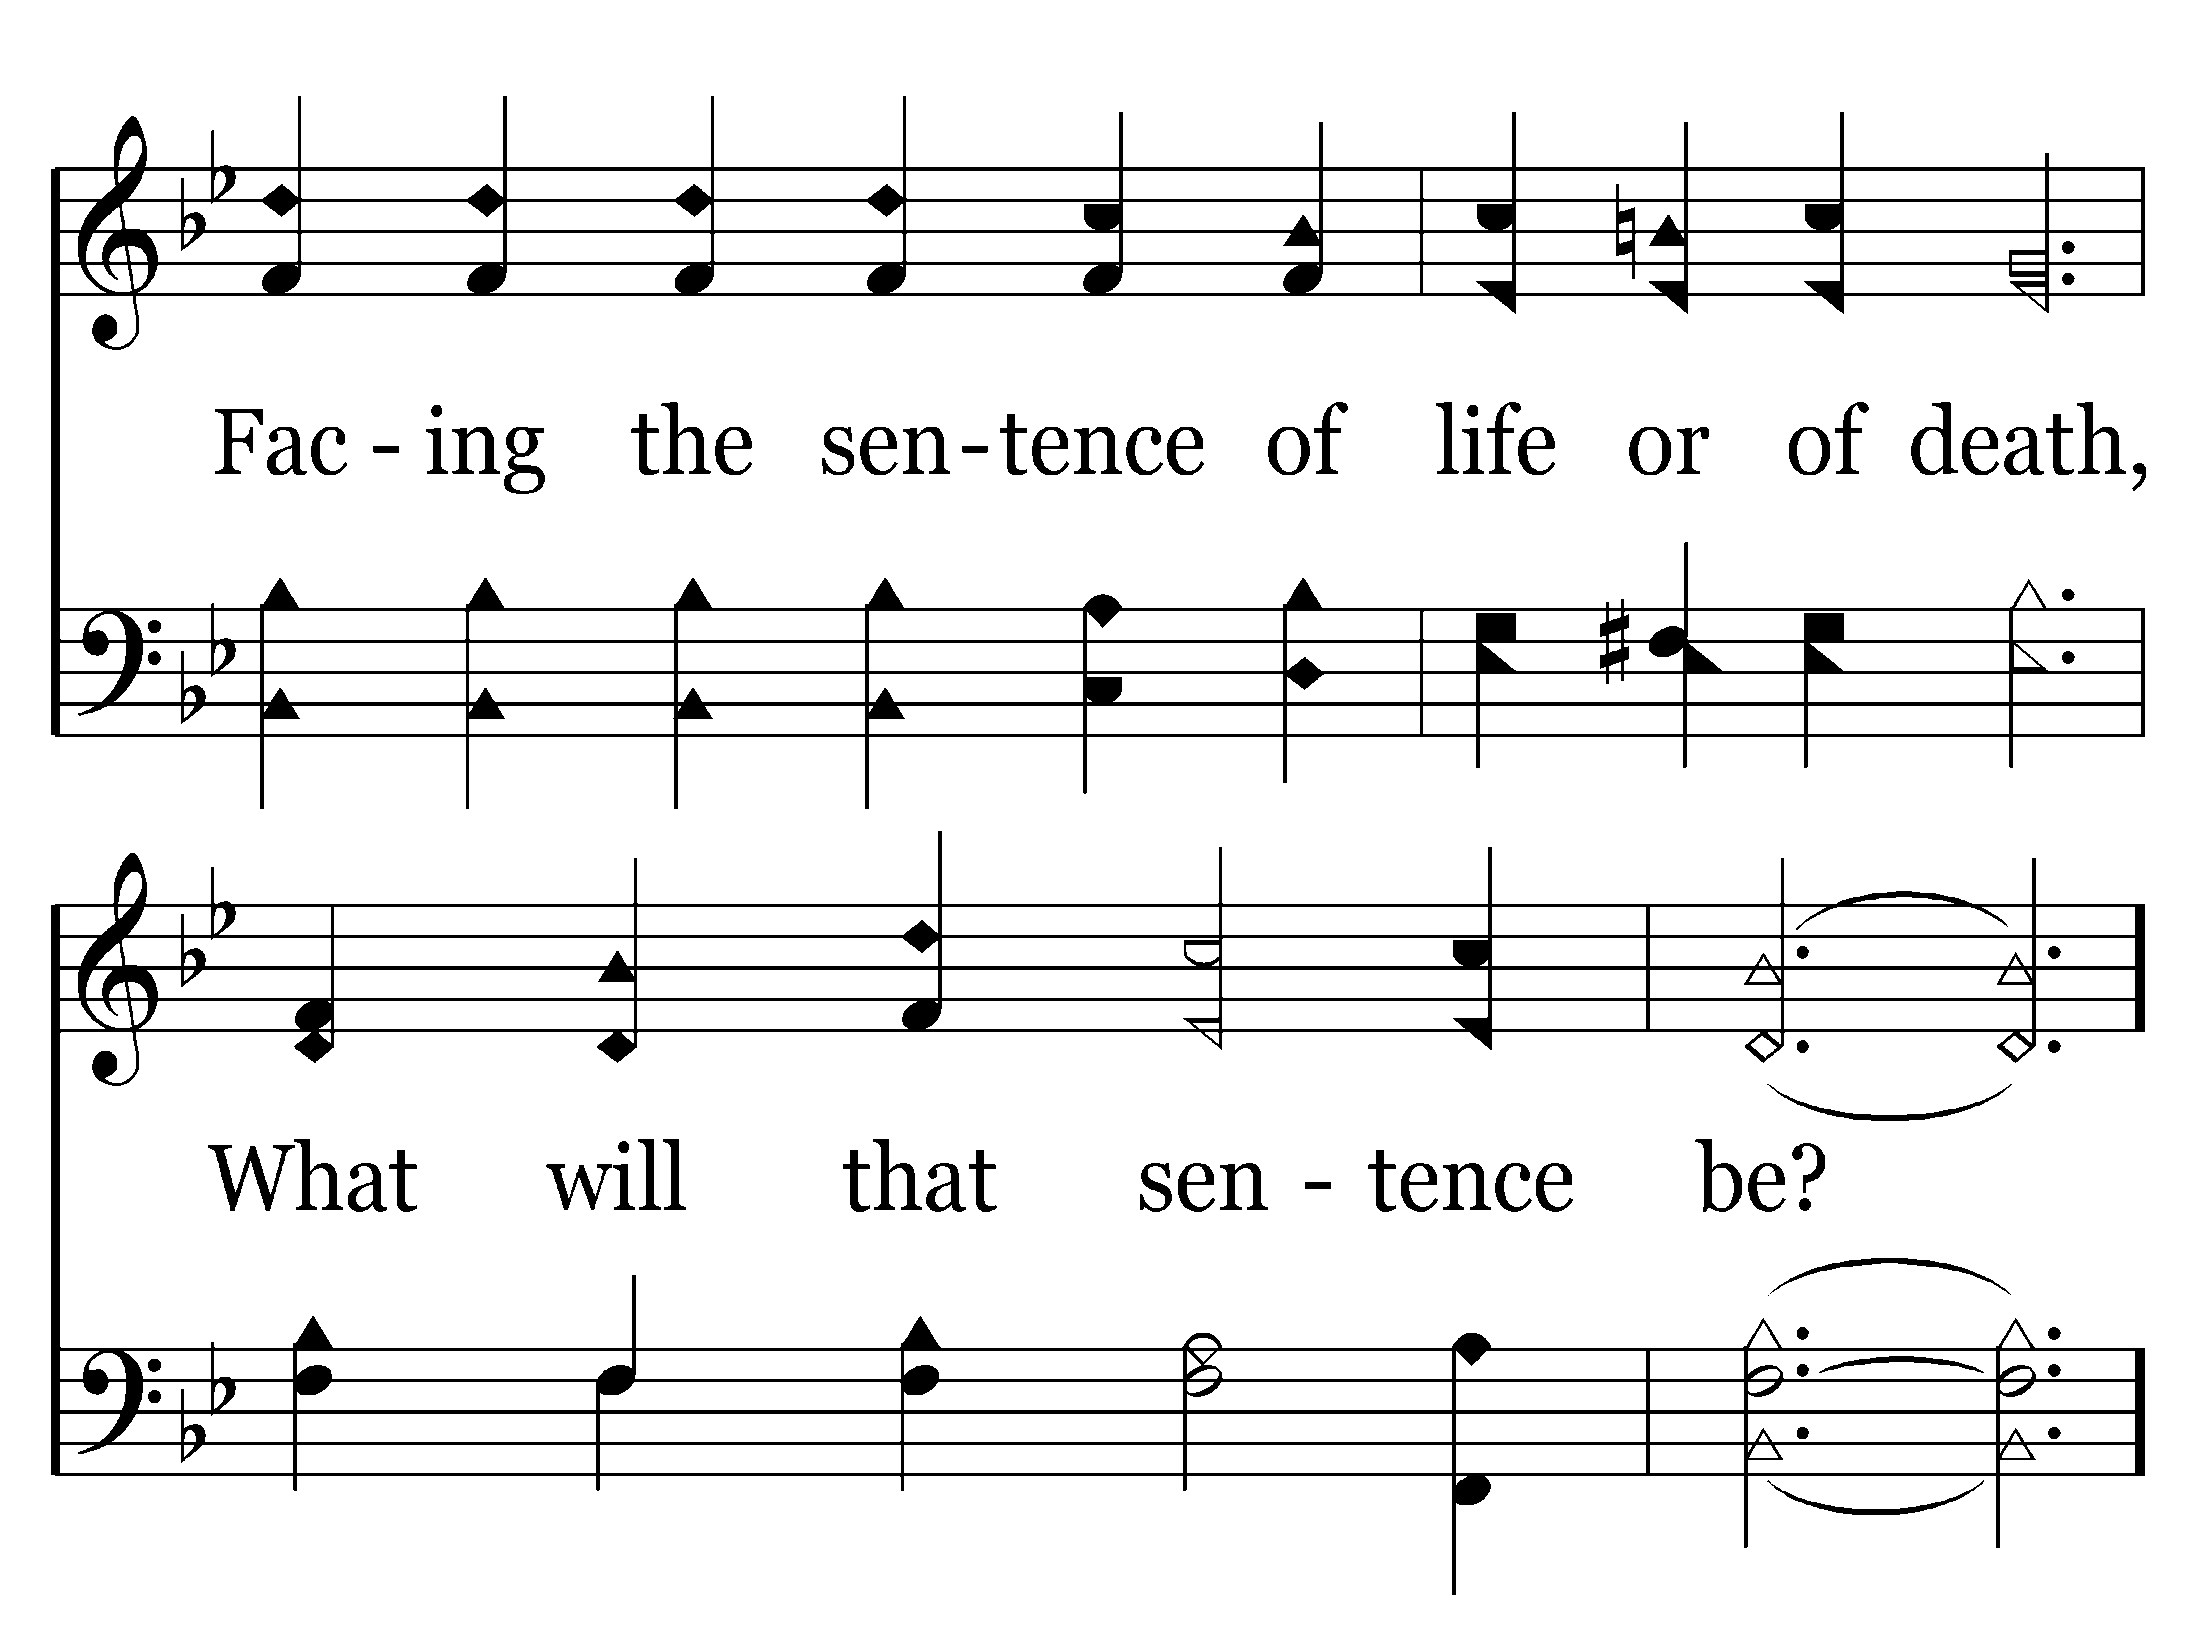 Fac - ing the sen - tence of life or of death,
What will that sen - tence be?